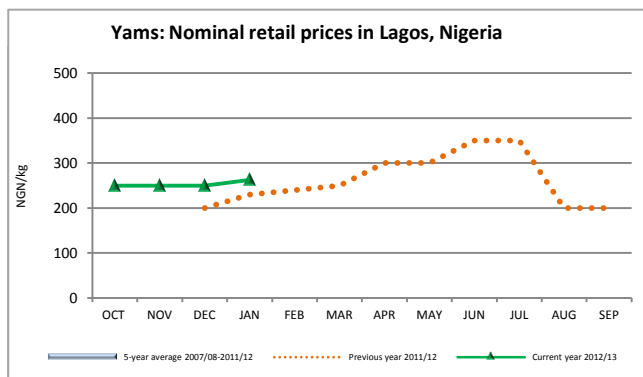 Yams: Nominal retail prices in Lagos, Nigeria
NGN/kg
500
400
300
200
100
0
OCT NOV DEC JAN FEB MAR APR MAY JUN JUL AUG SEP
5-year average 2007/08-2011/12 Previous year 2011/12 Current year 2012/13